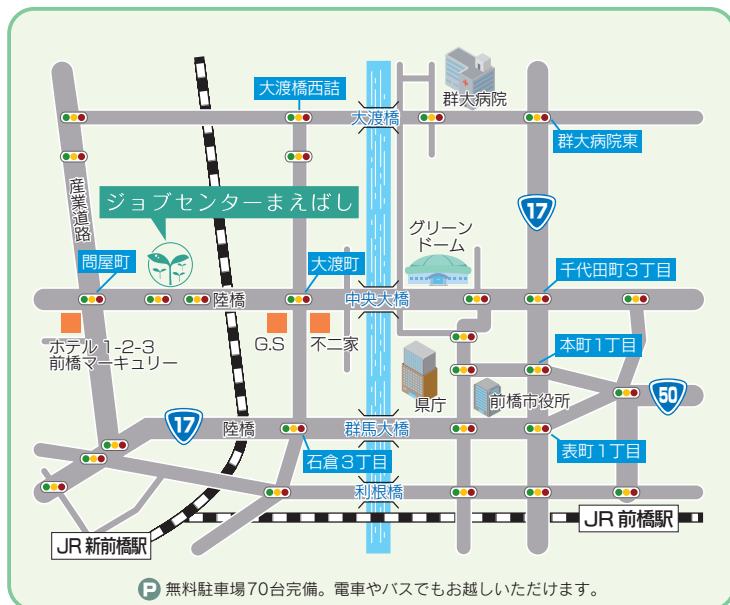 大渡橋西詰
群大病院
大渡橋
群大病院東
産業道路
ジョブセンターまえばし
17
グリーン
ドーム
問屋町
大渡町
千代田町3丁目
陸橋
中央大橋
ホテル1-2-3
前橋マーキュリー
G.S
不二家
本町1丁目
県庁
前橋市役所
50
17
陸橋
群馬大橋
石倉3丁目
表町1丁目
利根橋
JR 新前橋駅
JR 前橋駅
P 無料駐車場70台完備。電車やバスでもお越しいただけます。